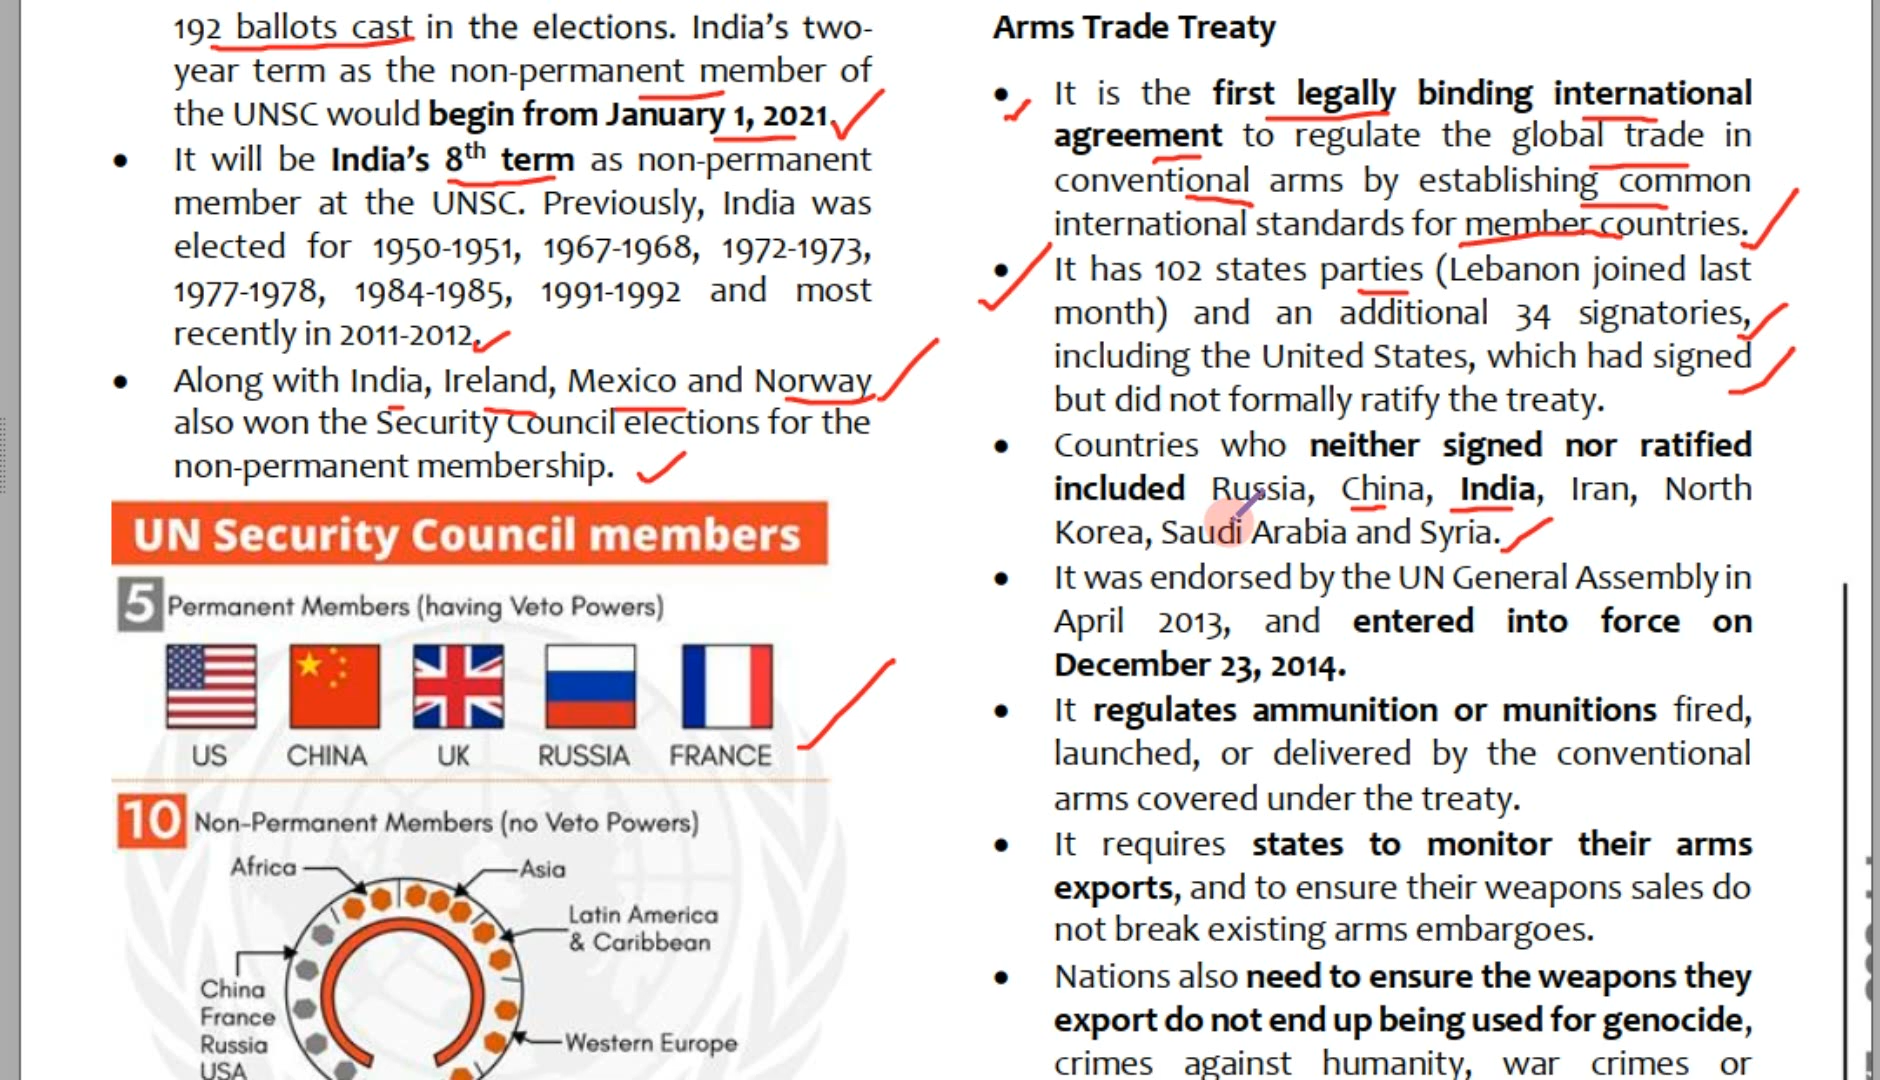 192 ballots cast in the elections. India's two-
year term as the non-permanent member of
the UNSC would begin from January 1, 2021.
• It will be India's 8th term as non-permanent
member at the UNSC. Previously, India was
elected for 1950-1951, 1967-1968, 1972-1973,
1977-1978, 1984-1985, 1991-1992 and most
recently in 2011-2012.
• Along with India, Ireland, Mexico and Norway
also won the Security Council elections for the
non-permanent membership.
UN Security Council members
5 Permanent Members (having Veto Powers)
US CHINA UK RUSSIA FRANCE
10 Non-Permanent Members (no Veto Powers)
Africa
Asia
Latin America
& Caribbean
China
France
Russia
USA
Western Europe
Arms Trade Treaty
• It is the first legally binding international
agreement to regulate the global trade in
conventional arms by establishing common
international standards for member countries.
• It has 102 states parties (Lebanon joined last
month) and an additional 34 signatories,
including the United States, which had signed
but did not formally ratify the treaty.
• Countries who neither signed nor ratified
included Russia, China, India, Iran, North
Korea, Saudi Arabia and Syria.
• It was endorsed by the UN General Assembly in
April 2013, and entered into force on
December 23, 2014.
• It regulates ammunition or munitions fired,
launched, or delivered by the conventional
arms covered under the treaty.
• It requires states to monitor their arms
exports, and to ensure their weapons sales do
not break existing arms embargoes.
• Nations also need to ensure the weapons they
export do not end up being used for genocide,
crimes against humanity, war crimes or